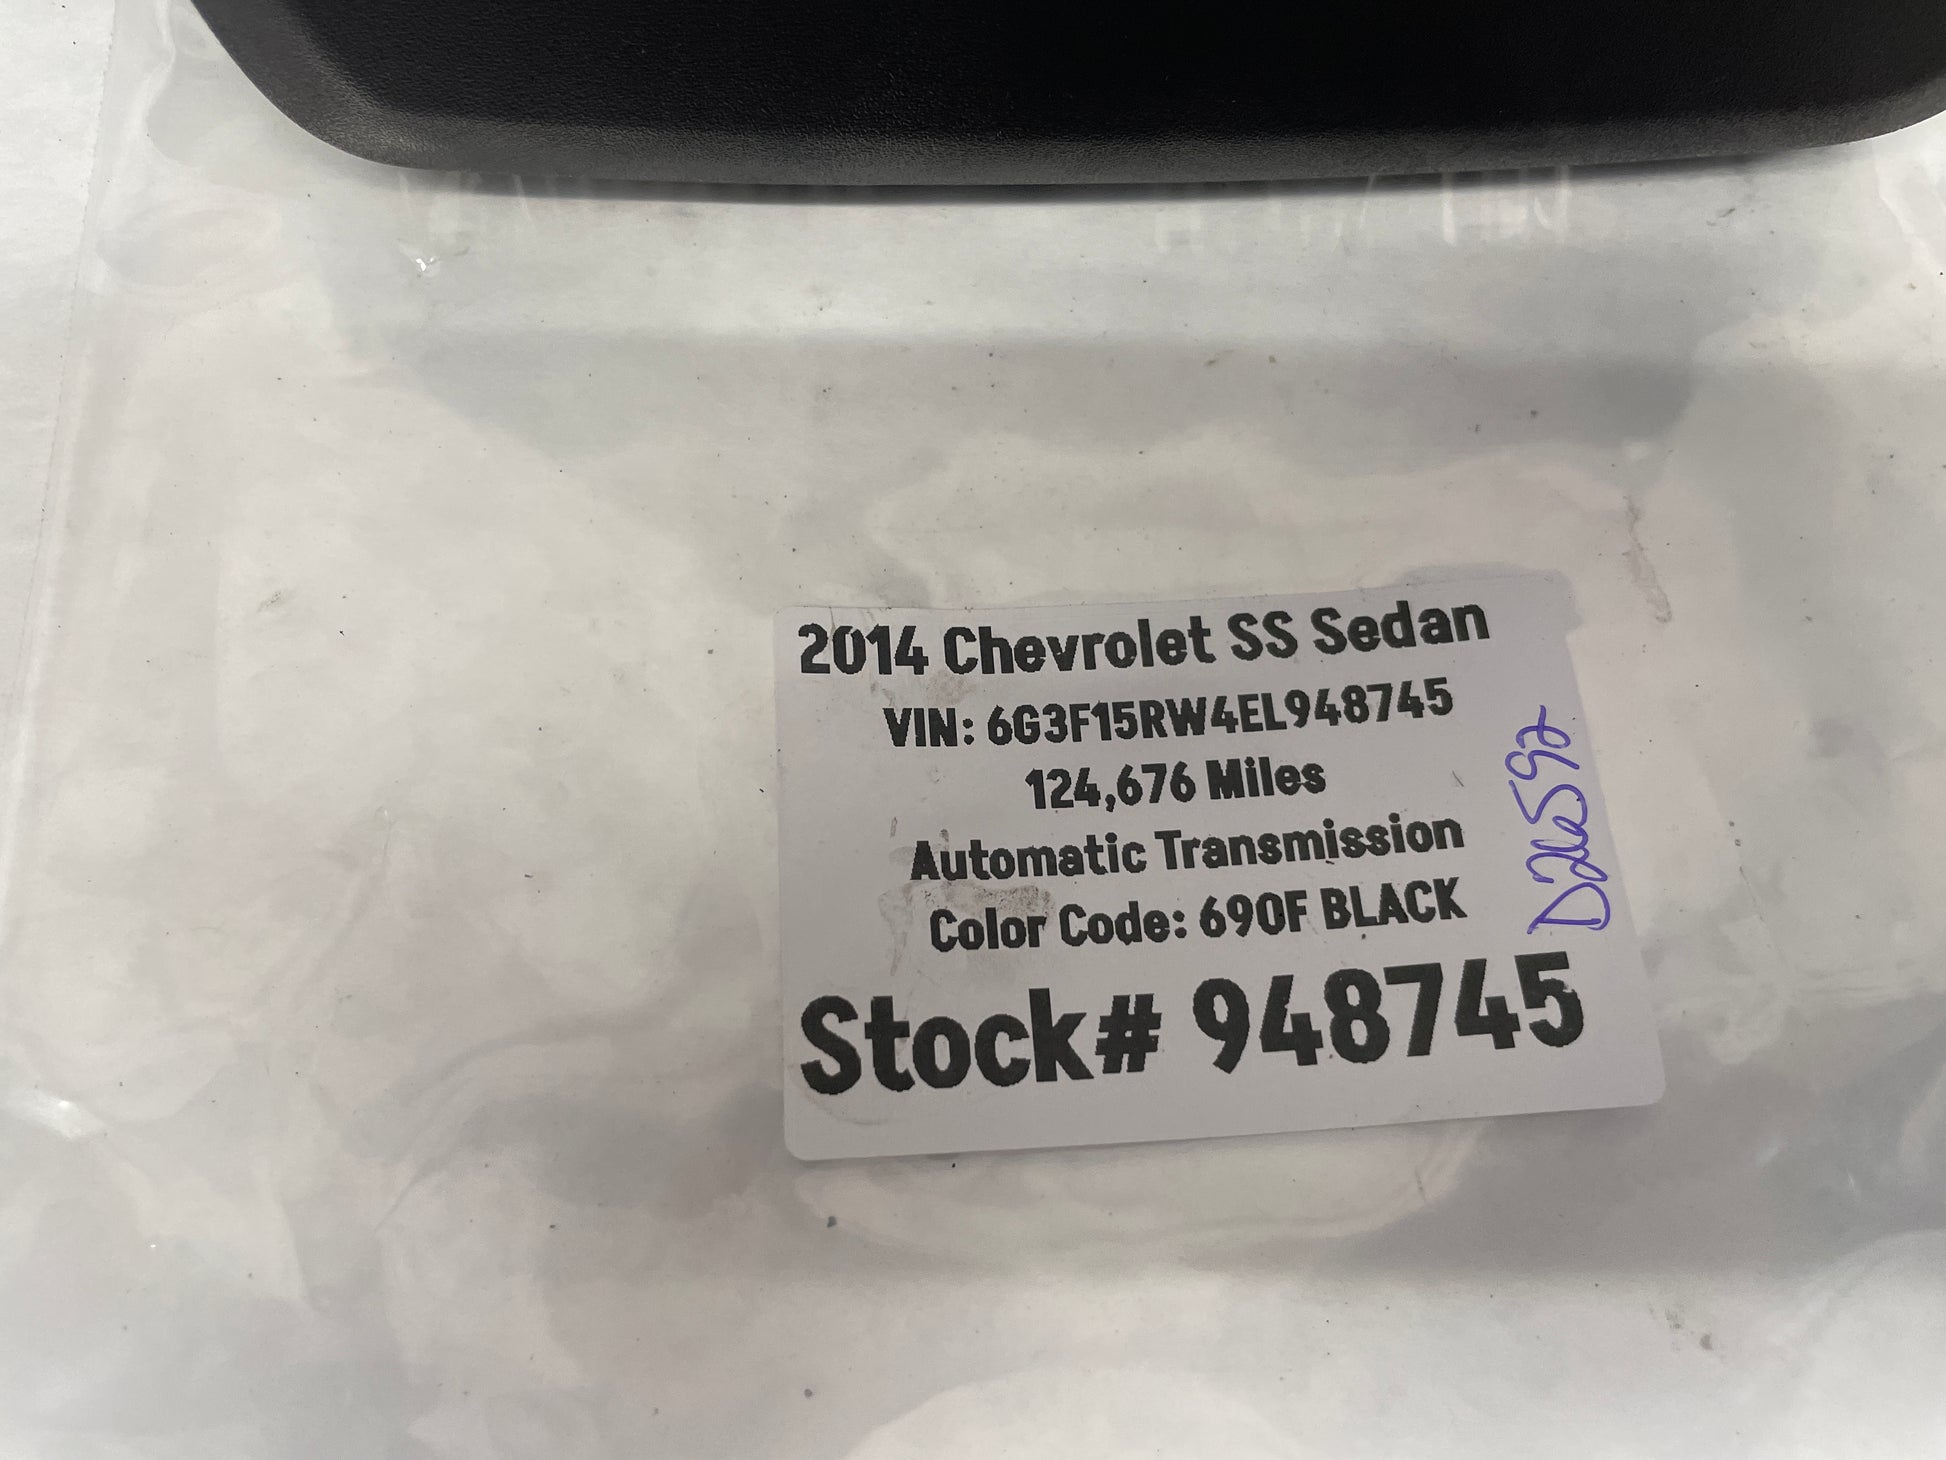 2014 Chevrolet SS Sedan
VIN: 6G3F15RW4EL948745
124,676 Miles
Automatic Transmission
Color Code: 690F BLACK
Stock# 948745